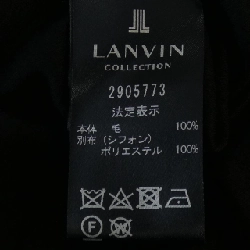 LANVIN
COLLECTION
2905773
法定表示
本体 毛 100%
別布 (シフォン)
ポリエステル 100%
F W